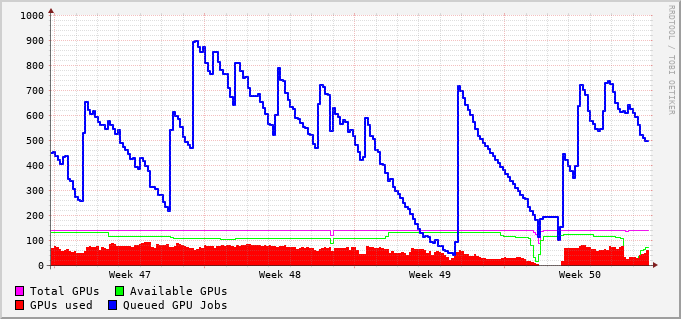 1000
900
800
700
600
500
400
300
200
100
0
Week 47 Week 48 Week 49 Week 50
Total GPUs Available GPUs
GPUs used Queued GPU Jobs
RRDTOOL / TOBI OETIKER